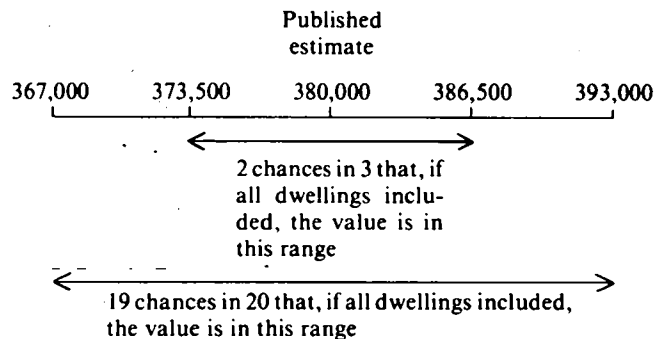 Published
estimate
367,000 373,500 380,000 386,500 393,000
2 chances in 3 that, if
all dwellings inclu-
ded, the value is in
this range
19 chances in 20 that, if all dwellings included,
the value is in this range